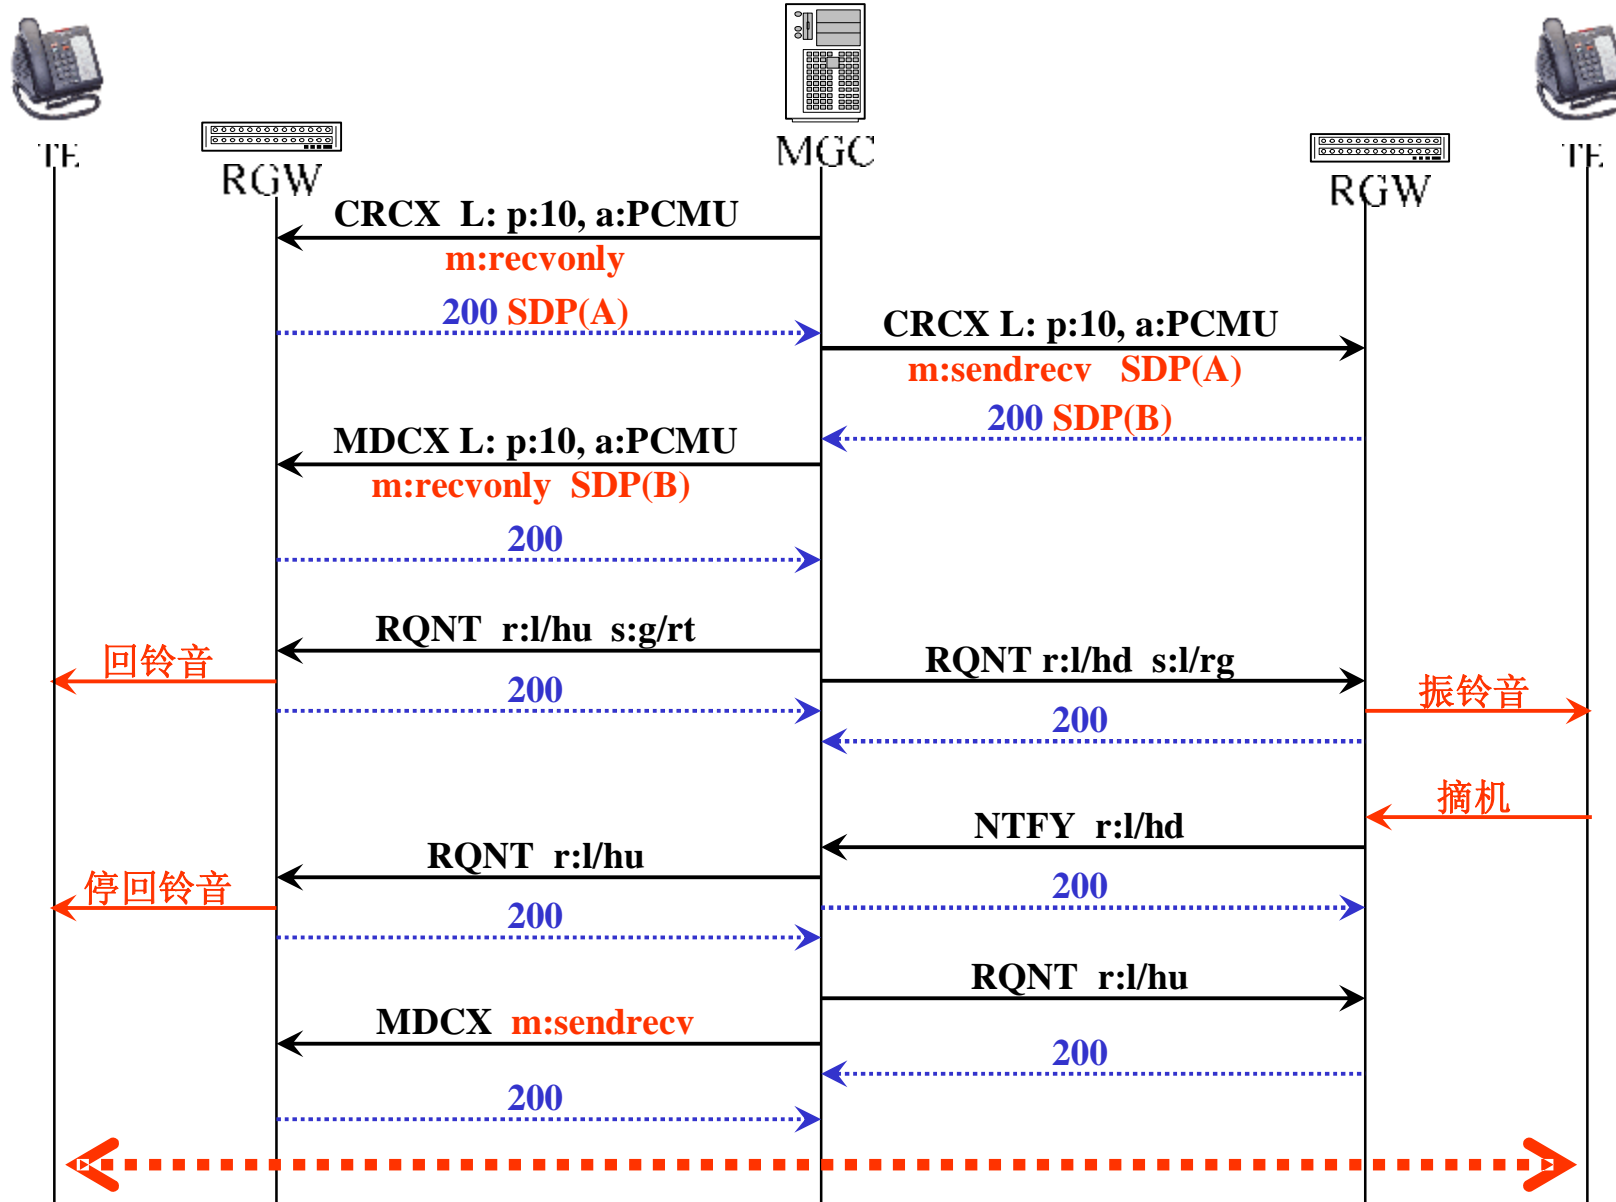 MGC
TE
RGW
TE
RGW
CRCX L: p:10, a:PCMU
m:recvonly
200 SDP(A)
CRCX L: p:10, a:PCMU
m:sendrecv SDP(A)
200 SDP(B)
MDCX L: p:10, a:PCMU
m:recvonly SDP(B)
200
RQNT r:l/hu s:g/rt
回铃音
RQNT r:l/hd s:l/rg
200
振铃音
200
摘机
NTFY r:l/hd
RQNT r:l/hu
停回铃音
200
200
RQNT r:l/hu
MDCX m:sendrecv
200
200